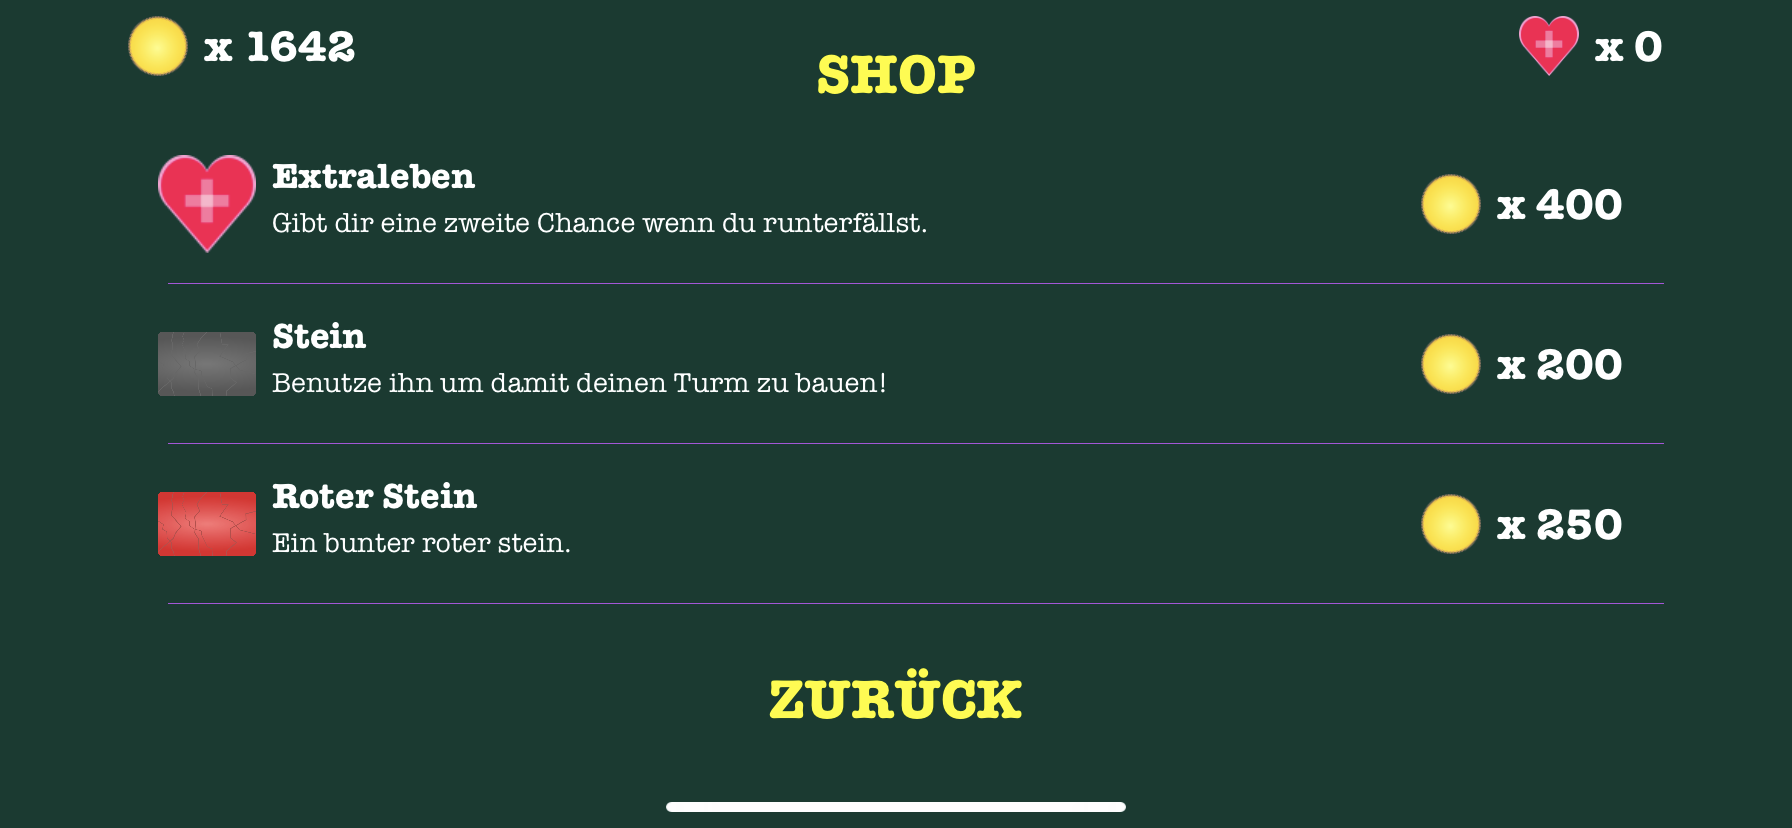 x 1642
SHOP
x 0
Extraleben
Gibt dir eine zweite Chance wenn du runterfällst.
x 400
Stein
Benutze ihn um damit deinen Turm zu bauen!
x 200
Roter Stein
Ein bunter roter stein.
x 250
ZURÜCK